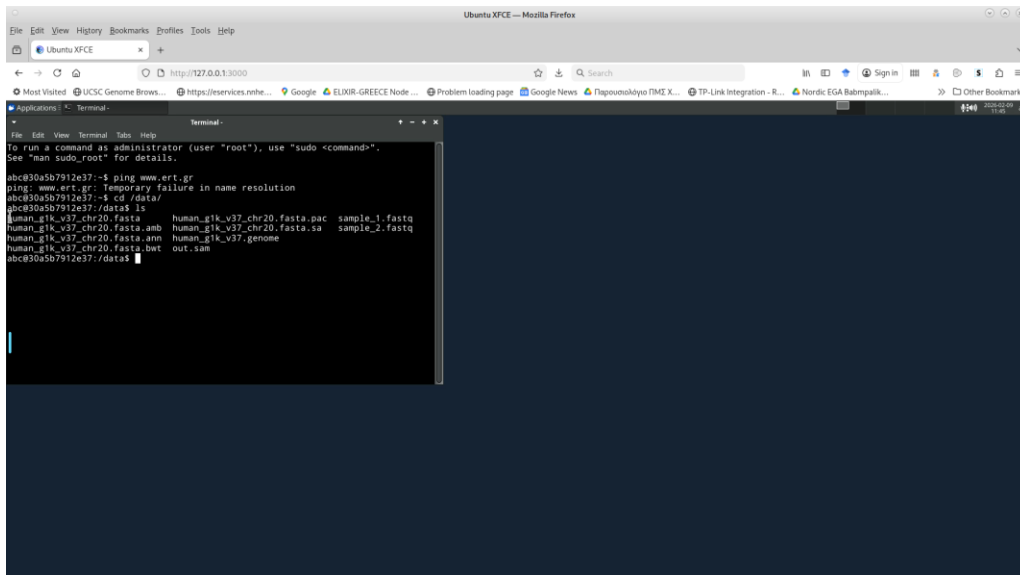 Ubuntu XFCE — Mozilla Firefox
File Edit View History Bookmarks Profiles Tools Help
Ubuntu XFCE × +
http://127.0.0.1:3000
Search
Sign in
Most Visited UCSC Genome Brows... https://eservices.nnhe... Google ELIXIR-GREECE Node ... Problem loading page Google News Παρουσιολόγιο ΠΜΣ Χ... TP-Link Integration - R... Nordic EGA Babmpalik... Other Bookmark
Applications Terminal -
2026-02-09
11:45
Terminal -
File Edit View Terminal Tabs Help
To run a command as administrator (user "root"), use "sudo <command>".
See "man sudo_root" for details.
abc@30a5b7912e37:~$ ping www.ert.gr
ping: www.ert.gr: Temporary failure in name resolution
abc@30a5b7912e37:~$ cd /data/
abc@30a5b7912e37:/data$ ls
human_g1k_v37_chr20.fasta human_g1k_v37_chr20.fasta.pac sample_1.fastq
human_g1k_v37_chr20.fasta.amb human_g1k_v37_chr20.fasta.sa sample_2.fastq
human_g1k_v37_chr20.fasta.ann human_g1k_v37.genome
human_g1k_v37_chr20.fasta.bwt out.sam
abc@30a5b7912e37:/data$